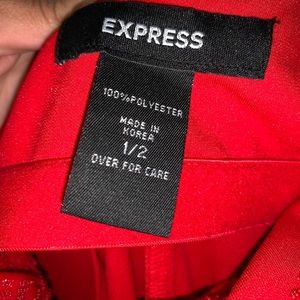 EXPRESS
100%POLYESTER
MADE IN
KOREA
1/2
OVER FOR CARE